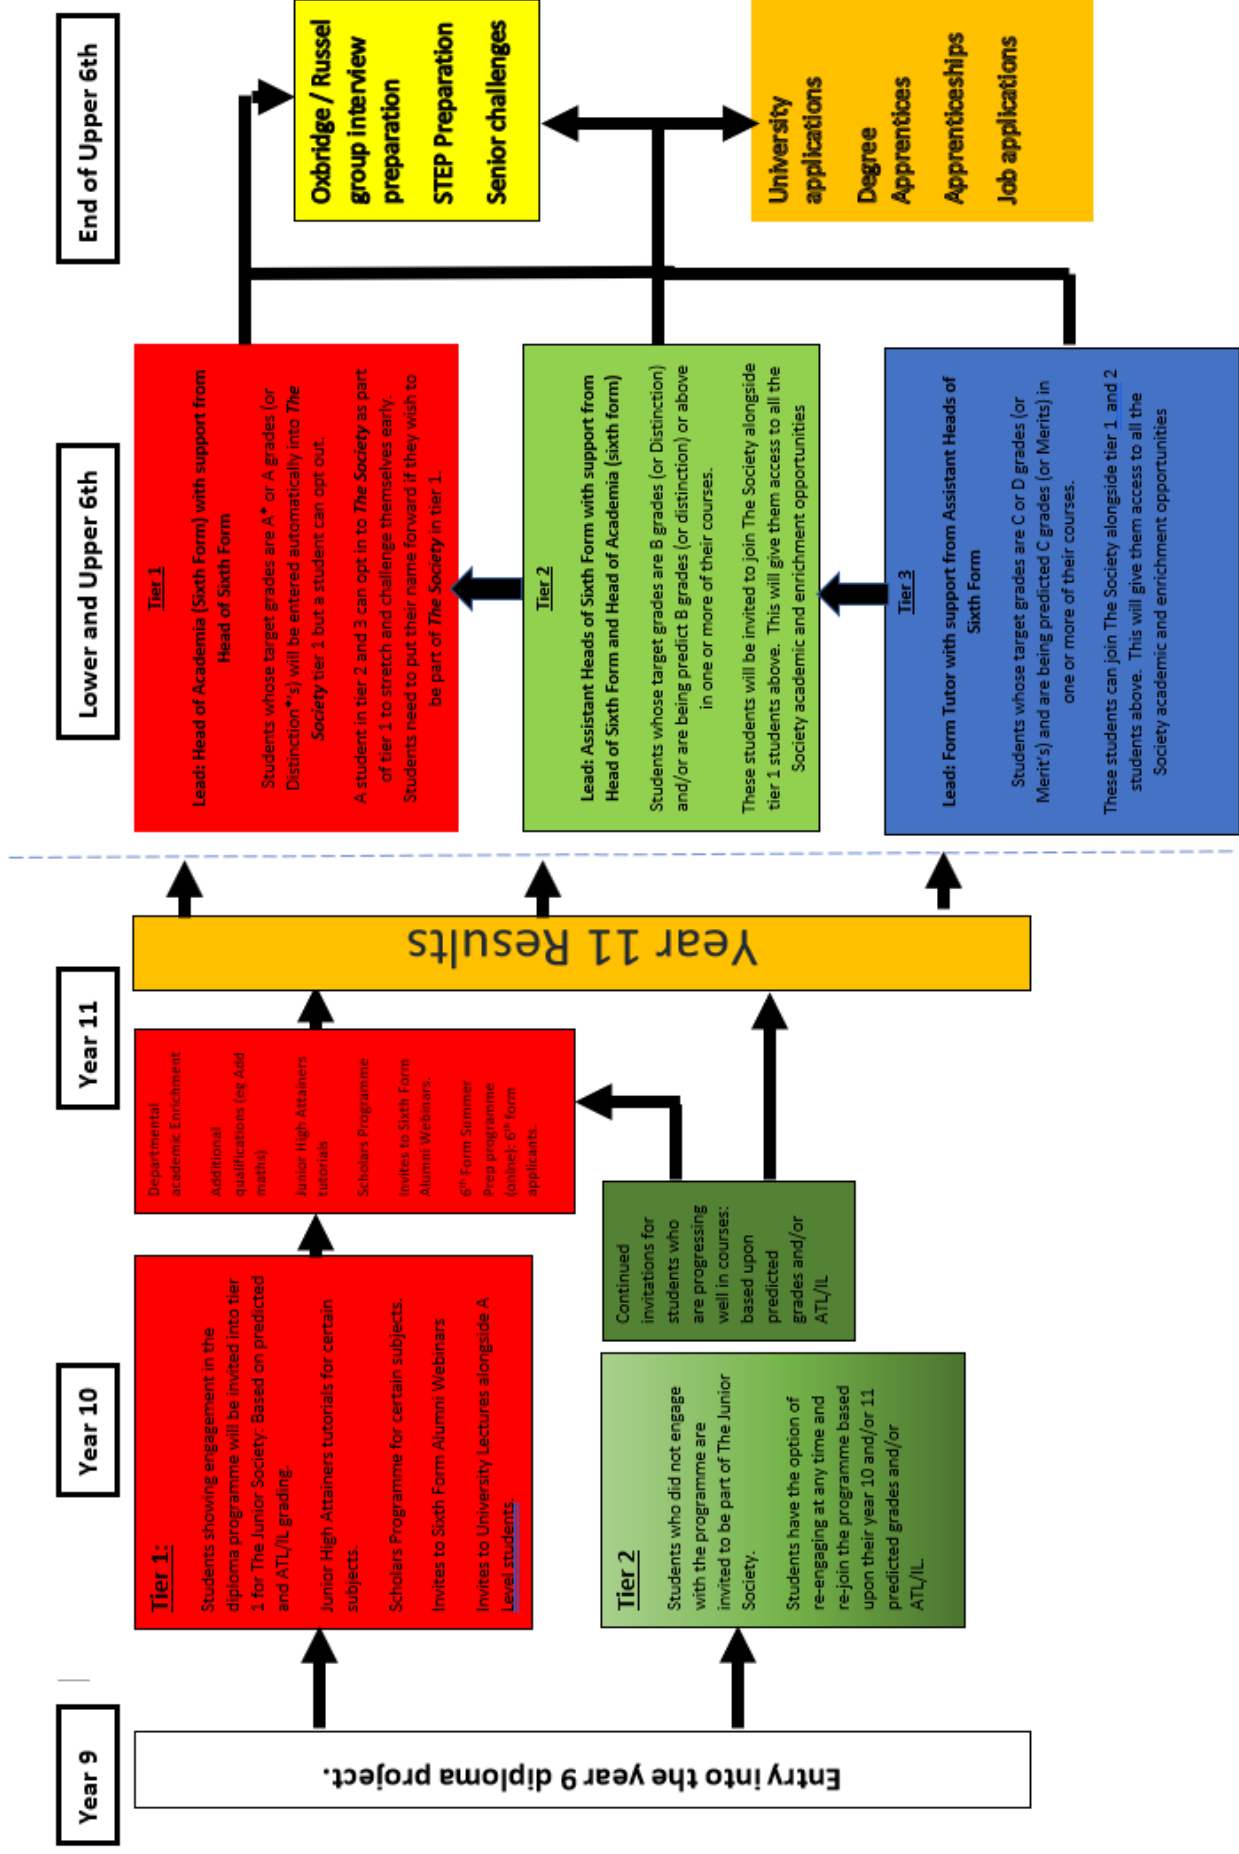 Year 9
Year 10
Year 11
Lower and Upper 6th
End of Upper 6th
Entry into the year 9 diploma project.
Tier 1:
Students showing engagement in the
diploma programme will be invited into tier
1 for The Junior Society: Based on predicted
and ATL/IL grading.
Junior High Attainers tutorials for certain
subjects.
Scholars Programme for certain subjects.
Invites to Sixth Form Alumni Webinars
Invites to University Lectures alongside A
Level students.
Tier 2
Students who did not engage
with the programme are
invited to be part of The Junior
Society.
Students have the option of
re-engaging at any time and
re-join the programme based
upon their year 10 and/or 11
predicted grades and/or
ATL/IL.
Departmental
academic Enrichment
Additional
qualifications (eg Add
maths)
Junior High Attainers
tutorials
Scholars Programme
Invites to Sixth Form
Alumni Webinars.
6th Form Summer
Prep programme
(onlne): 6th form
applicants.
Continued
invitations for
students who
are progressing
well in courses:
based upon
predicted
grades and/or
ATL/IL
Year 11 Results
Tier 1
Lead: Head of Academia (Sixth Form) with support from
Head of Sixth Form
Students whose target grades are A* or A grades (or
Distinction*'s) will be entered automatically into The
Society tier 1 but a student can opt out.
A student in tier 2 and 3 can opt in to The Society as part
of tier 1 to stretch and challenge themselves early.
Students need to put their name forward if they wish to
be part of The Society in tier 1.
Tier 2
Lead: Assistant Heads of Sixth Form with support from
Head of Sixth Form and Head of Academia (sixth form)
Students whose target grades are B grades (or Distinction)
and/or are being predict B grades (or distinction) or above
in one or more of their courses.
These students will be invited to join The Society alongside
tier 1 students above. This will give them access to all the
Society academic and enrichment opportunities
Tier 3
Lead: Form Tutor with support from Assistant Heads of
Sixth Form
Students whose target grades are C or D grades (or
Merit's) and are being predicted C grades (or Merits) in
one or more of their courses.
These students can join The Society alongside tier 1 and 2
students above. This will give them access to all the
Society academic and enrichment opportunities
Oxbridge / Russel
group interview
preparation
STEP Preparation
Senior challenges
University
applications
Degree
Apprentices
Apprenticeships
Job applications